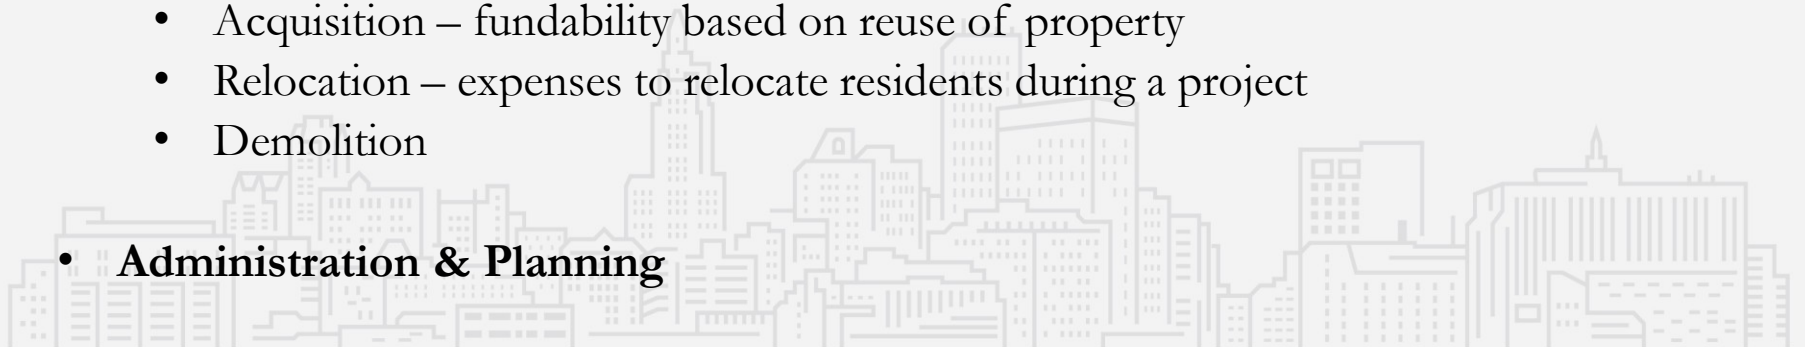 • Acquisition – fundability based on reuse of property
• Relocation – expenses to relocate residents during a project
• Demolition
• Administration & Planning